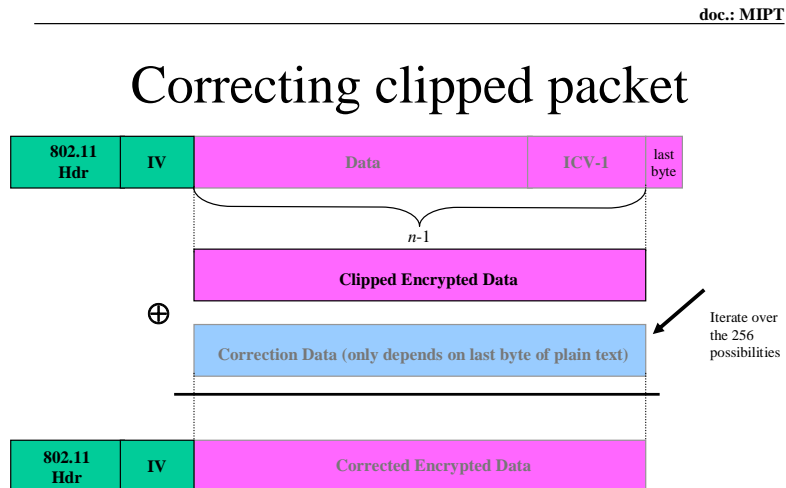 doc.: MIPT
Correcting clipped packet
802.11 Hdr
IV
Data
ICV-1
last byte
n-1
Clipped Encrypted Data
⊕
Iterate over
the 256
possibilities
Correction Data (only depends on last byte of plain text)
802.11 Hdr
IV
Corrected Encrypted Data